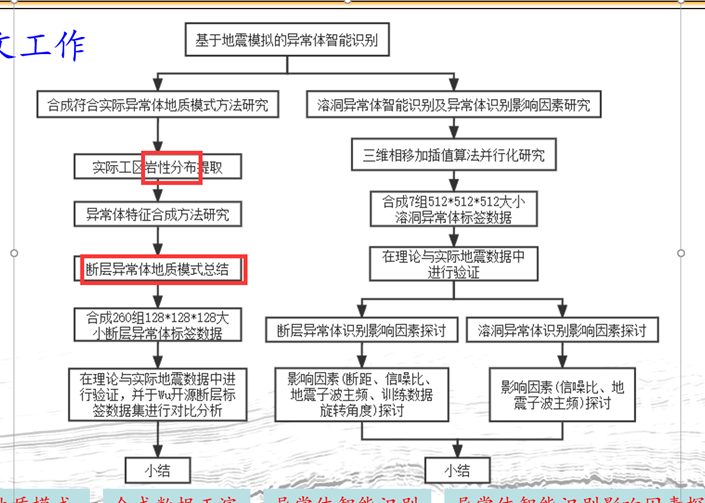 文工作
基于地震模拟的异常体智能识别
合成符合实际异常体地质模式方法研究
溶洞异常体智能识别及异常体识别影响因素研究
实际工区岩性分布提取
三维相移加插值算法并行化研究
异常体特征合成方法研究
合成7组512*512*512大小
溶洞异常体标签数据
断层异常体地质模式总结
在理论与实际地震数据中
进行验证
合成260组128*128*128大
小断层异常体标签数据
断层异常体识别影响因素探讨
溶洞异常体识别影响因素探讨
在理论与实际地震数据中进
行验证，并于Wu开源断层标
签数据集进行对比分析
影响因素(断距、信噪比、
地震子波主频、训练数据
旋转角度)探讨
影响因素(信噪比、地
震子波主频)探讨
小结
小结
地质模式
合成数据正演
异常体智能识别
异常体智能识别影响因素探